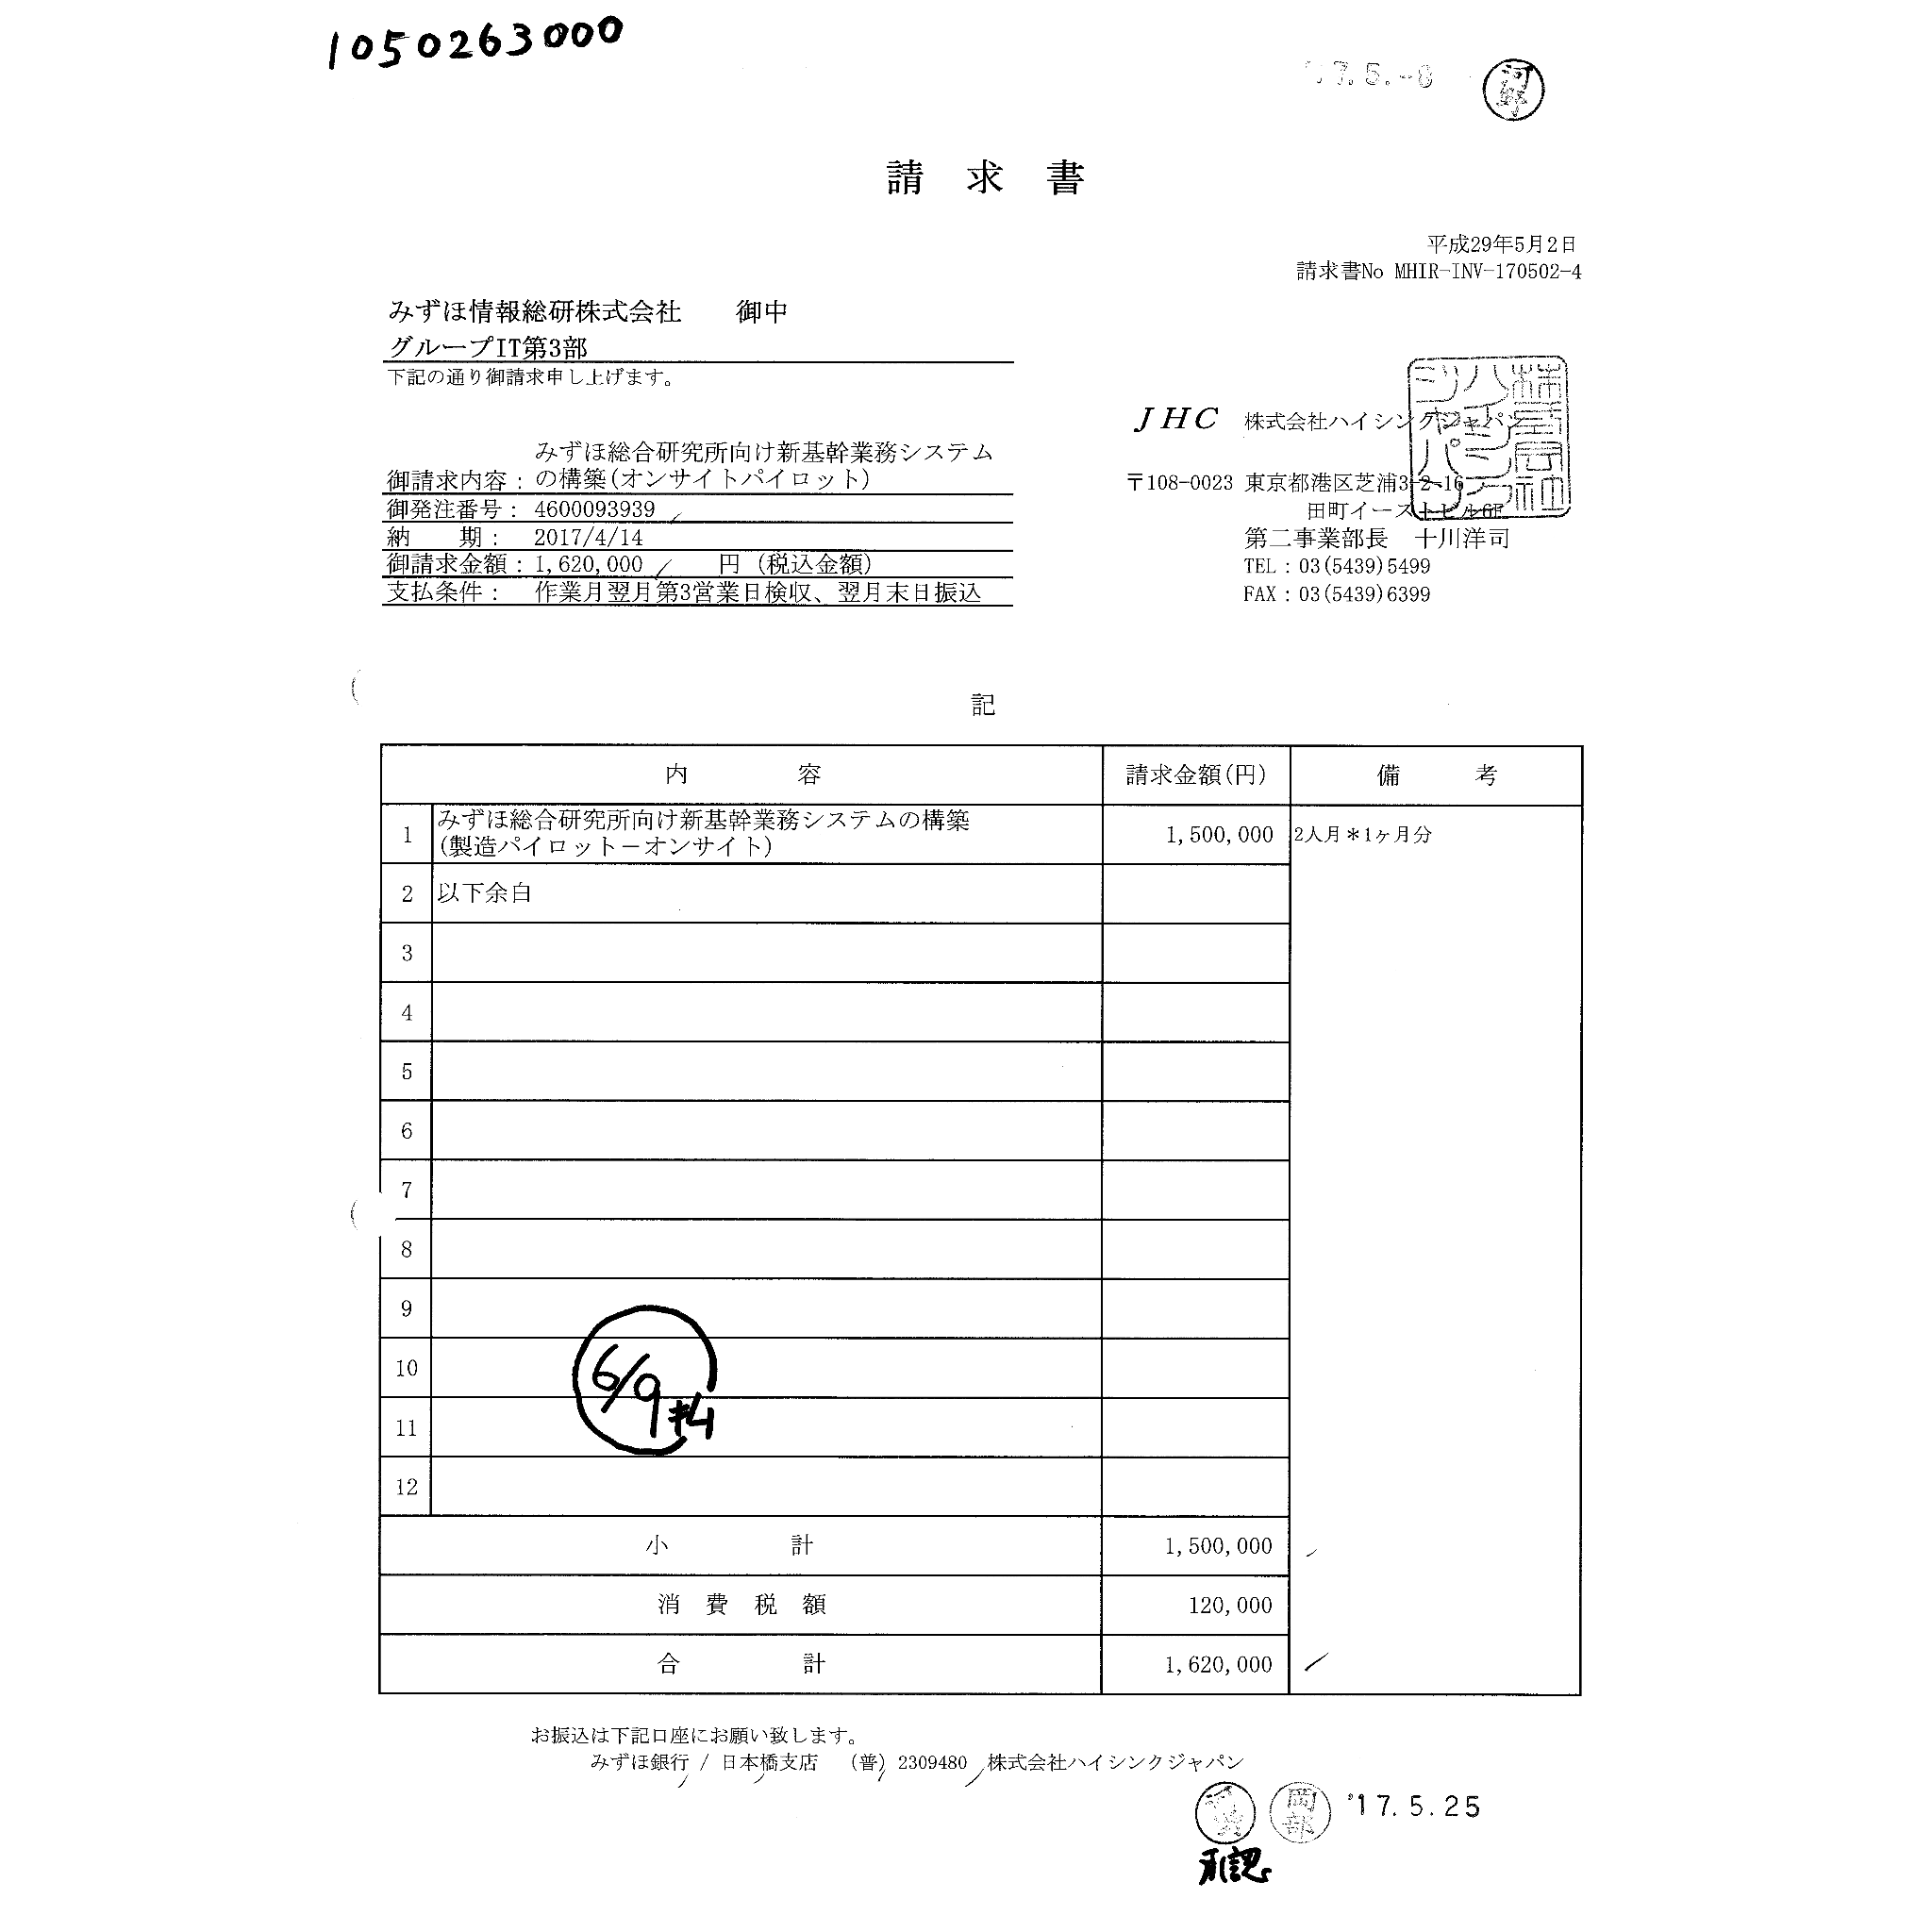 1050263000
'17.5.-8
請求書
平成29年5月2日
請求書No MHIR-INV-170502-4
みずほ情報総研株式会社 御中
グループIT第3部
下記の通り御請求申し上げます。
JHC 株式会社ハイシンクジャパン
〒108-0023 東京都港区芝浦3-2-16
田町イーストビル6F
第二事業部長 十川洋司
TEL：03(5439)5499
FAX：03(5439)6399
株式会社ハイシンクジャパン
みずほ総合研究所向け新基幹業務システム
御請求内容：の構築(オンサイトパイロット)
御発注番号：4600093939
納期：2017/4/14
御請求金額：1,620,000 円 (税込金額)
支払条件：作業月翌月第3営業日検収、翌月末日振込
記
内容 請求金額(円) 備考
1 みずほ総合研究所向け新基幹業務システムの構築
(製造パイロットーオンサイト) 1,500,000 2人月＊1ヶ月分
2 以下余白
3
4
5
6
7
8
9
10
11
12
6/9 #4
小計 1,500,000
消費税額 120,000
合計 1,620,000
お振込は下記口座にお願い致します。
みずほ銀行 / 日本橋支店 (普) 2309480 株式会社ハイシンクジャパン
岡部 '17.5.25
承認